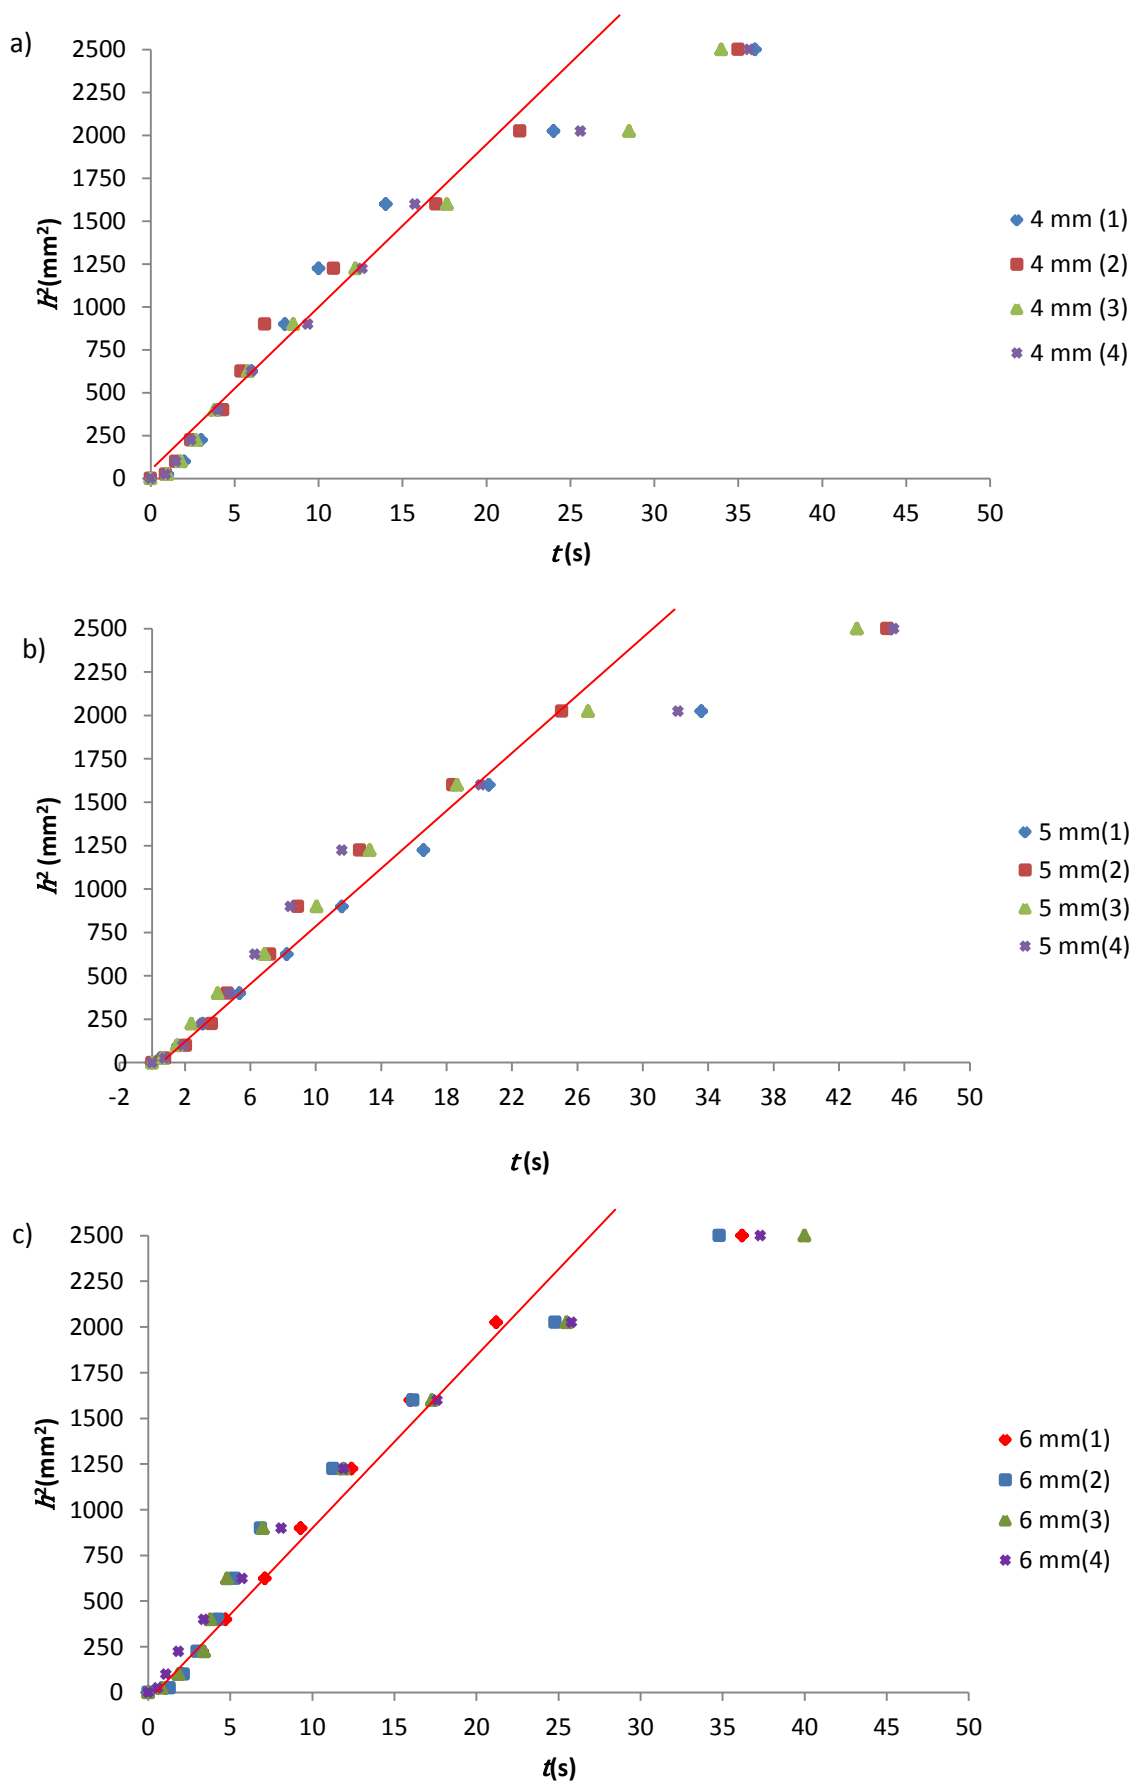 a)
2500
2250
2000
1750
1500
1250
1000
750
500
250
0
h²(mm²)
0 5 10 15 20 25 30 35 40 45 50
t (s)
4 mm (1)
4 mm (2)
4 mm (3)
4 mm (4)
b)
2500
2250
2000
1750
1500
1250
1000
750
500
250
0
h² (mm²)
-2 2 6 10 14 18 22 26 30 34 38 42 46 50
t (s)
5 mm(1)
5 mm(2)
5 mm(3)
5 mm(4)
c)
2500
2250
2000
1750
1500
1250
1000
750
500
250
0
h²(mm²)
0 5 10 15 20 25 30 35 40 45 50
t(s)
6 mm(1)
6 mm(2)
6 mm(3)
6 mm(4)